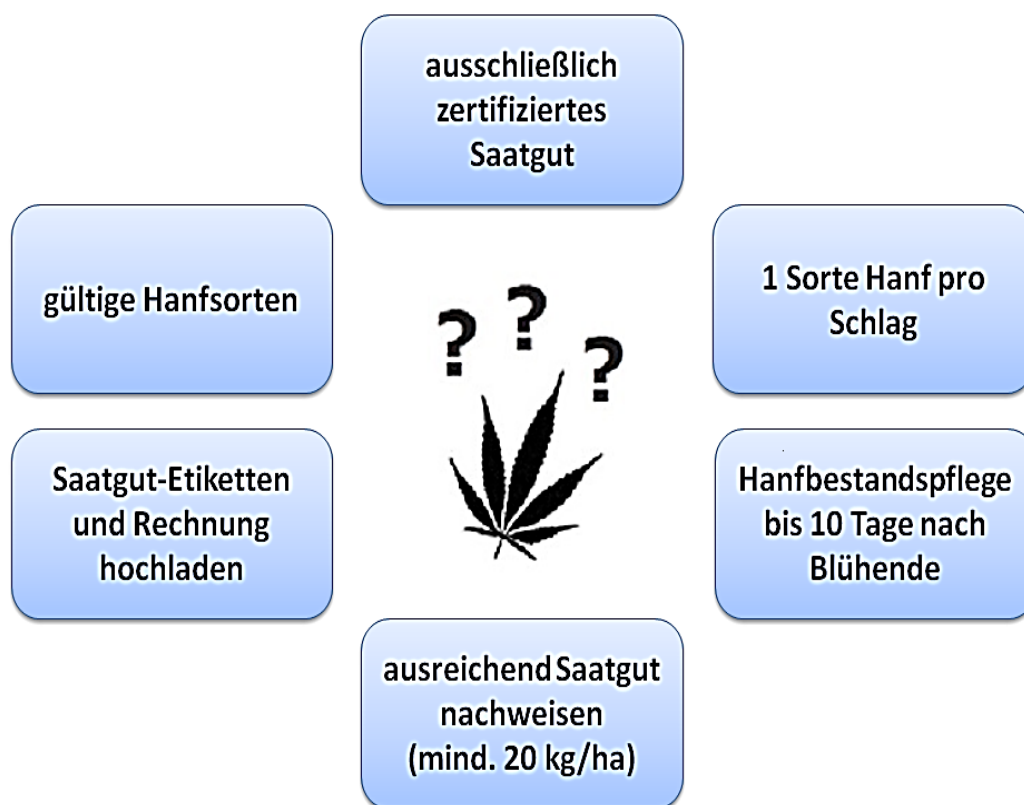 ausschließlich
zertifiziertes
Saatgut
gültige Hanfsorten
1 Sorte Hanf pro
Schlag
? ? ?
Saatgut-Etiketten
und Rechnung
hochladen
Hanfbestandspflege
bis 10 Tage nach
Blühende
ausreichend Saatgut
nachweisen
(mind. 20 kg/ha)